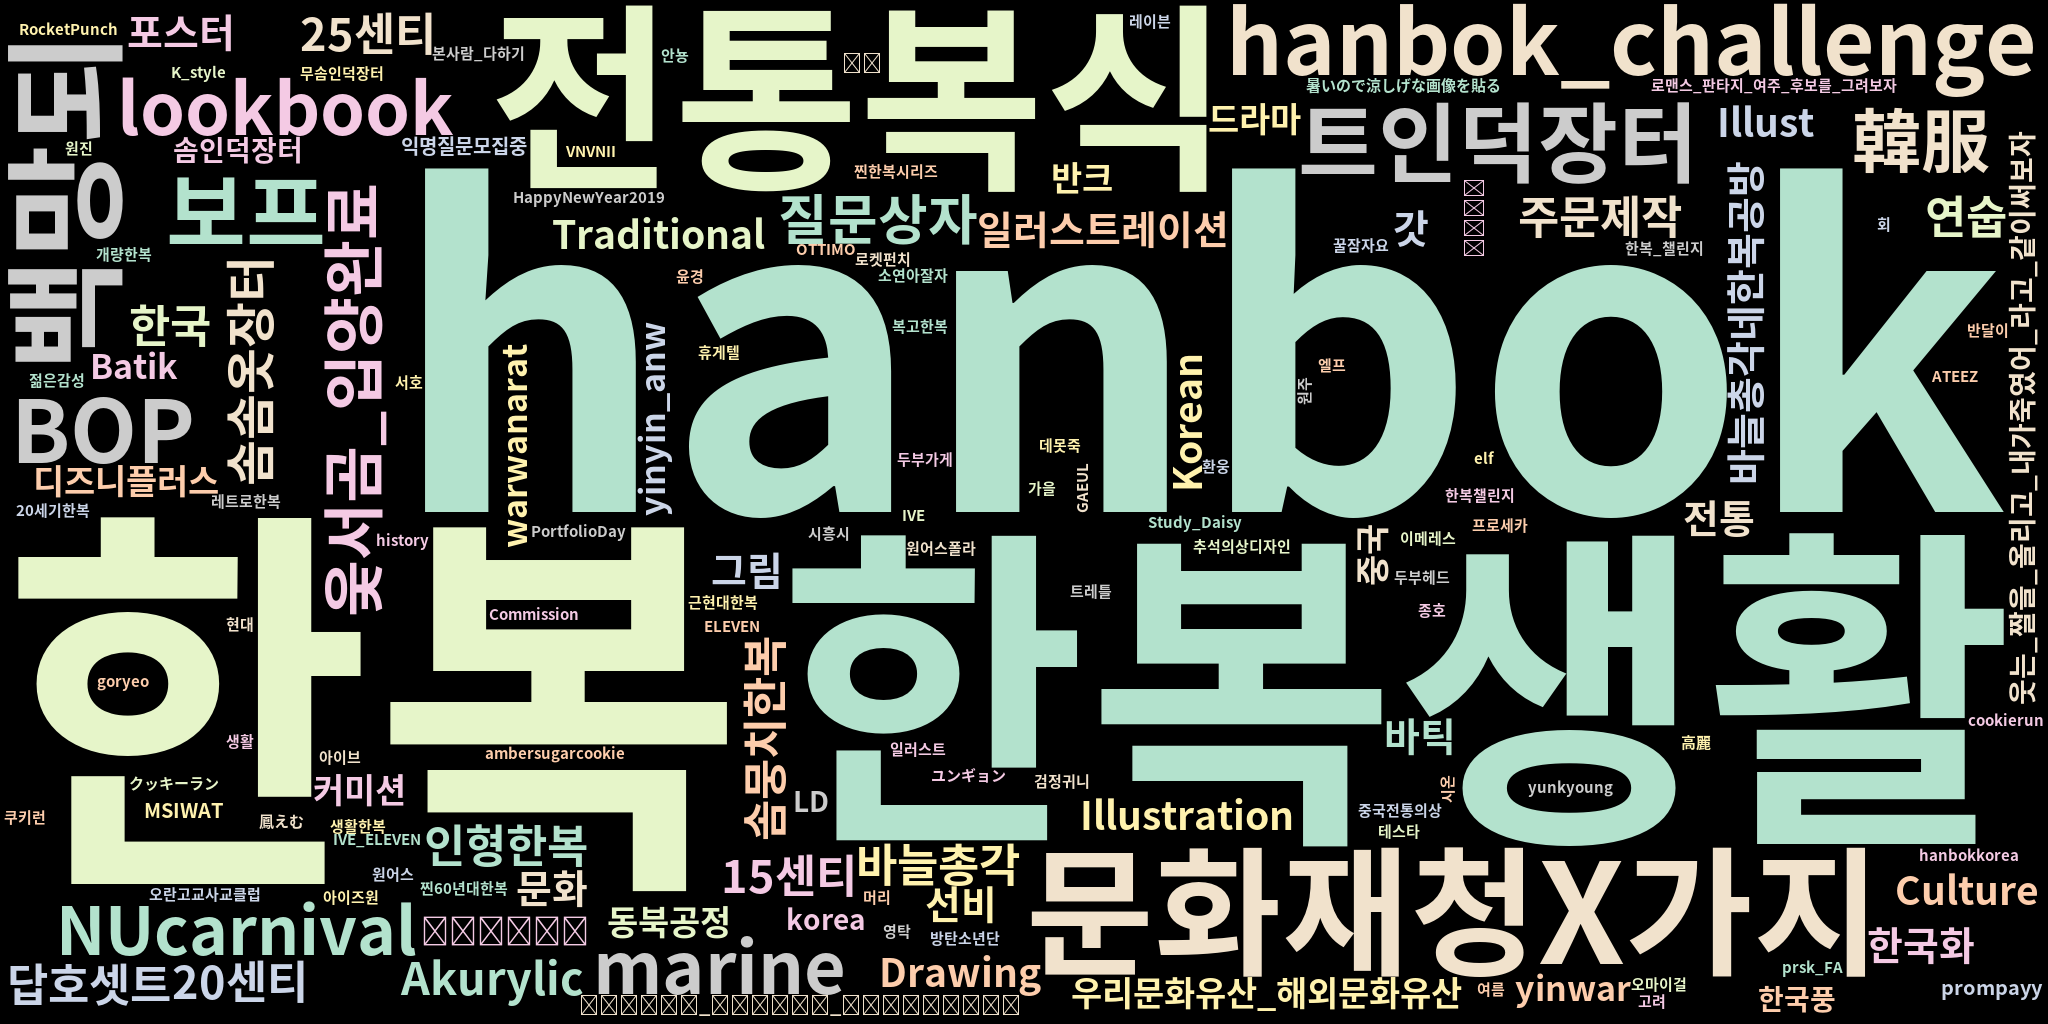 RocketPunch
포스터
25센티
본사람_다하기
전통복식
안뇽
레이븐
hanbok_challenge
K_style
무솜인덕장터
暑いので涼しげな画像を貼る
로맨스_판타지_여주_후보를_그려보자
lookbook
백망되
원진
솜인덕장터
익명질문모집중
VNVNII
드라마
트인덕장터
Illust
韓服
찐한복시리즈
반크
HappyNewYear2019
보프
옷서곰_입양완료
Traditional
질문상자
일러스트레이션
갓
주문제작
바늘총각네한복공방
회
연습
웃는_짤을_올리고_내가죽였어_라고_같이써보자
개량한복
OTTIMO
로켓펀치
꿀잠자요
한복_챌린지
hanbok
윤경
소연아잘자
솜솜옷장터
한국
복고한복
휴게텔
yinyin_anw
warwanarat
Korean
반달이
Batik
젊은감성
서호
엘프
원주
ATEEZ
BOP
데못죽
두부가게
환웅
elf
디즈니플러스
레트로한복
가을
GAEUL
한복챌린지
20세기한복
IVE
Study_Daisy
프로세카
전통
history
PortfolioDay
시흥시
원어스폴라
추석의상디자인
중국
이메레스
한복
한복생활
그림
두부헤드
트레틀
Commission
근현대한복
종호
현대
ELEVEN
솜뭉치한복
goryeo
cookierun
생활
아이브
ambersugarcookie
일러스트
바틱
高麗
クッキーラン
커미션
ユンギョン
검정귀니
시온
yunkyoung
쿠키런
MSIWAT
鳳えむ
생활한복
LD
Illustration
중국전통의상
테스타
IVE_ELEVEN
인형한복
원어스
찐60년대한복
문화
15센티
바늘총각
문화재청X가지
hanbokkorea
오란고교사교클럽
아이즈원
머리
선비
Culture
NUcarnival
동북공정
korea
영탁
방탄소년단
한국화
답호셋트20센티
Akurylic
marine
Drawing
우리문화유산_해외문화유산
여름
yinwar
오마이걸
고려
prsk_FA
한국풍
prompayy